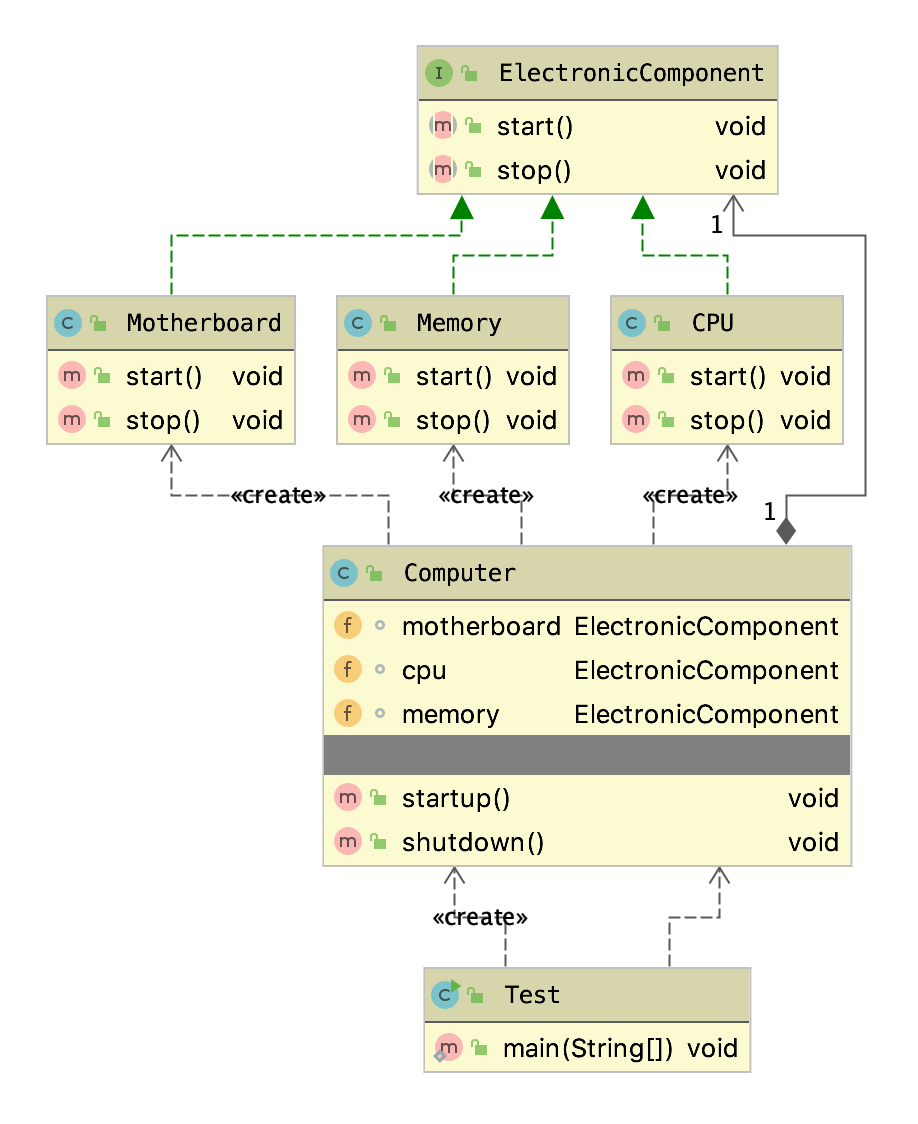 I ElectronicComponent
m start() void
m stop() void
1
C Motherboard
m start() void
m stop() void
C Memory
m start() void
m stop() void
C CPU
m start() void
m stop() void
«create»
«create»
«create»
1
C Computer
f motherboard ElectronicComponent
f cpu ElectronicComponent
f memory ElectronicComponent
m startup() void
m shutdown() void
«create»
C Test
m main(String[]) void